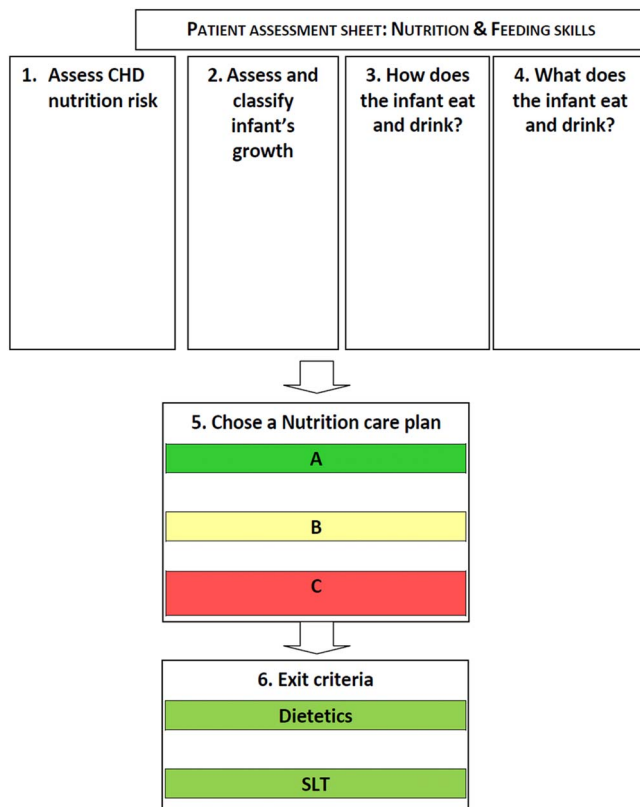 PATIENT ASSESSMENT SHEET: NUTRITION & FEEDING SKILLS
1. Assess CHD
nutrition risk
2. Assess and
classify
infant’s
growth
3. How does
the infant eat
and drink?
4. What does
the infant eat
and drink?
5. Chose a Nutrition care plan
A
B
C
6. Exit criteria
Dietetics
SLT